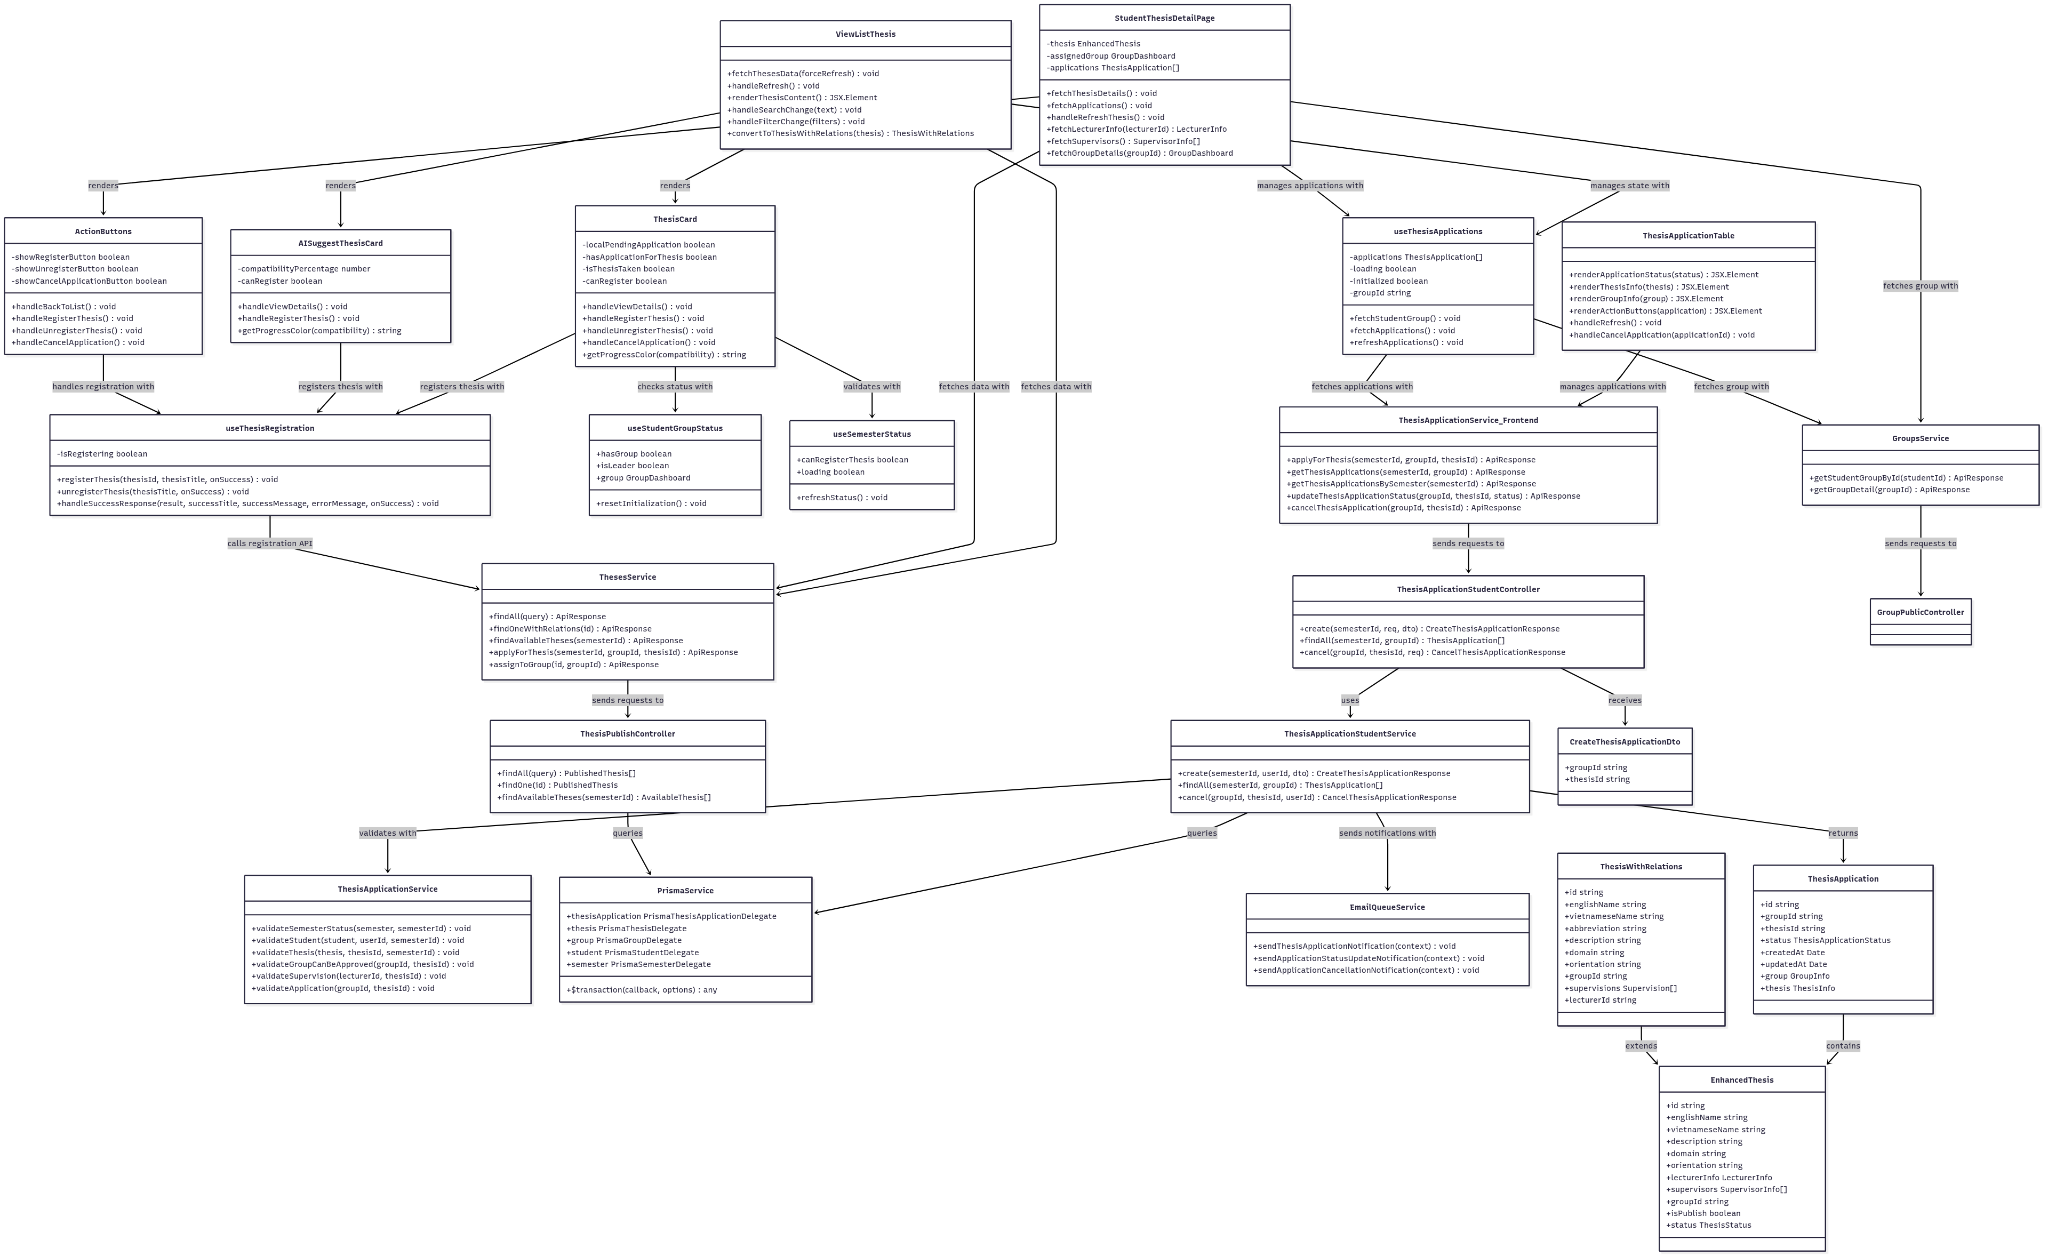 ViewListThesis
+fetchThesesData(forceRefresh) : void
+handleRefresh() : void
+renderThesisContent() : JSX.Element
+handleSearchChange(text) : void
+handleFilterChange(filters) : void
+convertToThesisWithRelations(thesis) : ThesisWithRelations
StudentThesisDetailPage
-thesis EnhancedThesis
-assignedGroup GroupDashboard
-applications ThesisApplication[]
+fetchThesisDetails() : void
+fetchApplications() : void
+handleRefreshThesis() : void
+fetchLecturerInfo(lecturerId) : LecturerInfo
+fetchSupervisors() : SupervisorInfo[]
+fetchGroupDetails(groupId) : GroupDashboard
renders
renders
renders
manages applications with
manages state with
ActionButtons
-showRegisterButton boolean
-showUnregisterButton boolean
-showCancelApplicationButton boolean
+handleBackToList() : void
+handleRegisterThesis() : void
+handleUnregisterThesis() : void
+handleCancelApplication() : void
AISuggestThesisCard
-compatibilityPercentage number
-canRegister boolean
+handleViewDetails() : void
+handleRegisterThesis() : void
+getProgressColor(compatibility) : string
ThesisCard
-localPendingApplication boolean
-hasApplicationForThesis boolean
-isThesisTaken boolean
-canRegister boolean
+handleViewDetails() : void
+handleRegisterThesis() : void
+handleUnregisterThesis() : void
+handleCancelApplication() : void
+getProgressColor(compatibility) : string
useThesisApplications
-applications ThesisApplication[]
-loading boolean
-initialized boolean
-groupId string
+fetchStudentGroup() : void
+fetchApplications() : void
+refreshApplications() : void
ThesisApplicationTable
+renderApplicationStatus(status) : JSX.Element
+renderThesisInfo(thesis) : JSX.Element
+renderGroupInfo(group) : JSX.Element
+renderActionButtons(application) : JSX.Element
+handleRefresh() : void
+handleCancelApplication(applicationId) : void
fetches group with
handles registration with
registers thesis with
registers thesis with
checks status with
validates with
fetches data with
fetches data with
fetches applications with
manages applications with
fetches group with
useThesisRegistration
-isRegistering boolean
+registerThesis(thesisId, thesisTitle, onSuccess) : void
+unregisterThesis(thesisTitle, onSuccess) : void
+handleSuccessResponse(result, successTitle, successMessage, errorMessage, onSuccess) : void
useStudentGroupStatus
+hasGroup boolean
+isLeader boolean
+group GroupDashboard
+resetInitialization() : void
useSemesterStatus
+canRegisterThesis boolean
+loading boolean
+refreshStatus() : void
ThesisApplicationService_Frontend
+applyForThesis(semesterId, groupId, thesisId) : ApiResponse
+getThesisApplications(semesterId, groupId) : ApiResponse
+getThesisApplicationsBySemester(semesterId) : ApiResponse
+updateThesisApplicationStatus(groupId, thesisId, status) : ApiResponse
+cancelThesisApplication(groupId, thesisId) : ApiResponse
GroupsService
+getStudentGroupById(studentId) : ApiResponse
+getGroupDetail(groupId) : ApiResponse
calls registration API
sends requests to
sends requests to
ThesesService
+findAll(query) : ApiResponse
+findOneWithRelations(id) : ApiResponse
+findAvailableTheses(semesterId) : ApiResponse
+applyForThesis(semesterId, groupId, thesisId) : ApiResponse
+assignToGroup(id, groupId) : ApiResponse
ThesisApplicationStudentController
+create(semesterId, req, dto) : CreateThesisApplicationResponse
+findAll(semesterId, groupId) : ThesisApplication[]
+cancel(groupId, thesisId, req) : CancelThesisApplicationResponse
GroupPublicController
sends requests to
uses
receives
ThesisPublishController
+findAll(query) : PublishedThesis[]
+findOne(id) : PublishedThesis
+findAvailableTheses(semesterId) : AvailableThesis[]
ThesisApplicationStudentService
+create(semesterId, userId, dto) : CreateThesisApplicationResponse
+findAll(semesterId, groupId) : ThesisApplication[]
+cancel(groupId, thesisId, userId) : CancelThesisApplicationResponse
CreateThesisApplicationDto
+groupId string
+thesisId string
validates with
queries
queries
sends notifications with
returns
ThesisApplicationService
+validateSemesterStatus(semester, semesterId) : void
+validateStudent(student, userId, semesterId) : void
+validateThesis(thesis, thesisId, semesterId) : void
+validateGroupCanBeApproved(groupId, thesisId) : void
+validateSupervision(lecturerId, thesisId) : void
+validateApplication(groupId, thesisId) : void
PrismaService
+thesisApplication PrismaThesisApplicationDelegate
+thesis PrismaThesisDelegate
+group PrismaGroupDelegate
+student PrismaStudentDelegate
+semester PrismaSemesterDelegate
+$transaction(callback, options) : any
EmailQueueService
+sendThesisApplicationNotification(context) : void
+sendApplicationStatusUpdateNotification(context) : void
+sendApplicationCancellationNotification(context) : void
ThesisWithRelations
+id string
+englishName string
+vietnameseName string
+abbreviation string
+description string
+domain string
+orientation string
+groupId string
+supervisions Supervision[]
+lecturerId string
ThesisApplication
+id string
+groupId string
+thesisId string
+status ThesisApplicationStatus
+createdAt Date
+updatedAt Date
+group GroupInfo
+thesis ThesisInfo
extends
contains
EnhancedThesis
+id string
+englishName string
+vietnameseName string
+description string
+domain string
+orientation string
+lecturerInfo LecturerInfo
+supervisors SupervisorInfo[]
+groupId string
+isPublish boolean
+status ThesisStatus